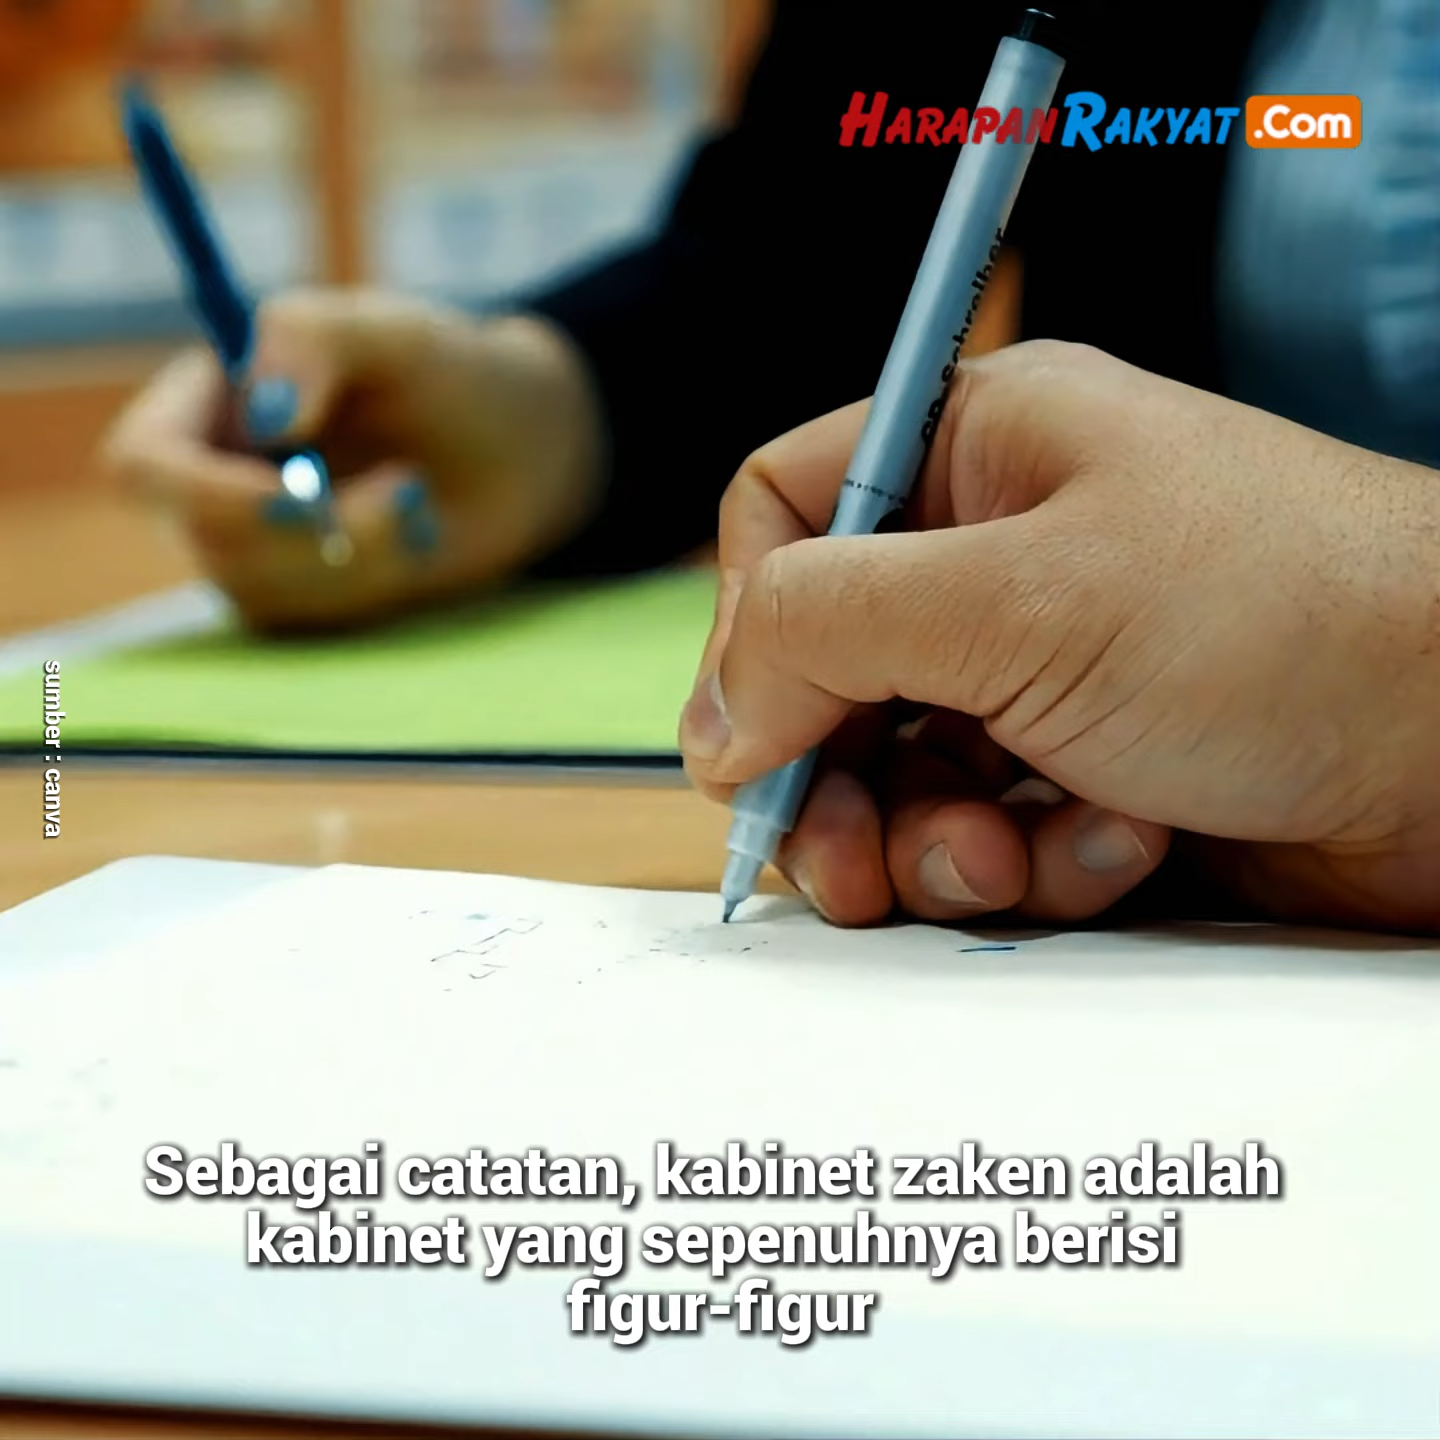 HARAPANRAKYAT.Com
sumber : canva
Sebagai catatan, kabinet zaken adalah
kabinet yang sepenuhnya berisi
figur-figur